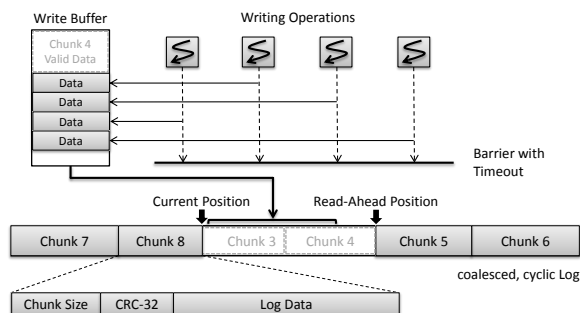 Write Buffer
Writing Operations
Chunk 4
Valid Data
Data
Data
Data
Data
Barrier with
Timeout
Current Position
Read-Ahead Position
Chunk 7
Chunk 8
Chunk 3
Chunk 4
Chunk 5
Chunk 6
coalesced, cyclic Log
Chunk Size
CRC-32
Log Data